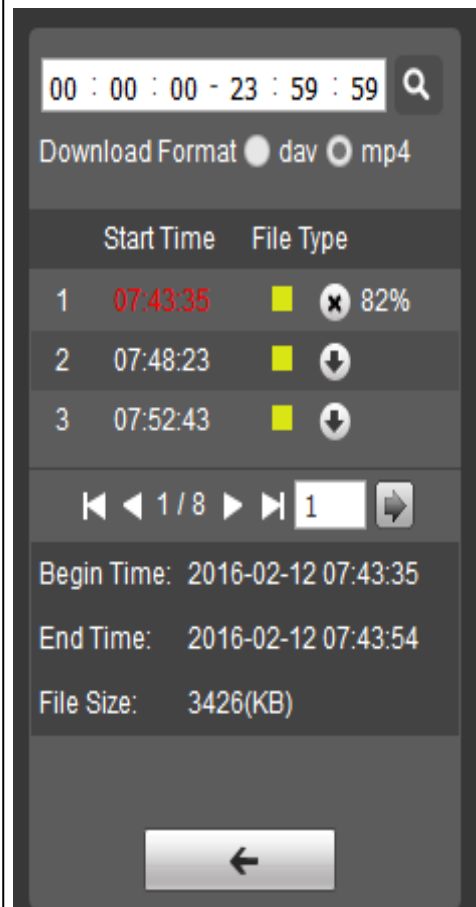 00 : 00 : 00 - 23 : 59 : 59
Download Format dav mp4
Start Time File Type
1 07:43:35 82%
2 07:48:23
3 07:52:43
1 / 8 1
Begin Time: 2016-02-12 07:43:35
End Time: 2016-02-12 07:43:54
File Size: 3426(KB)